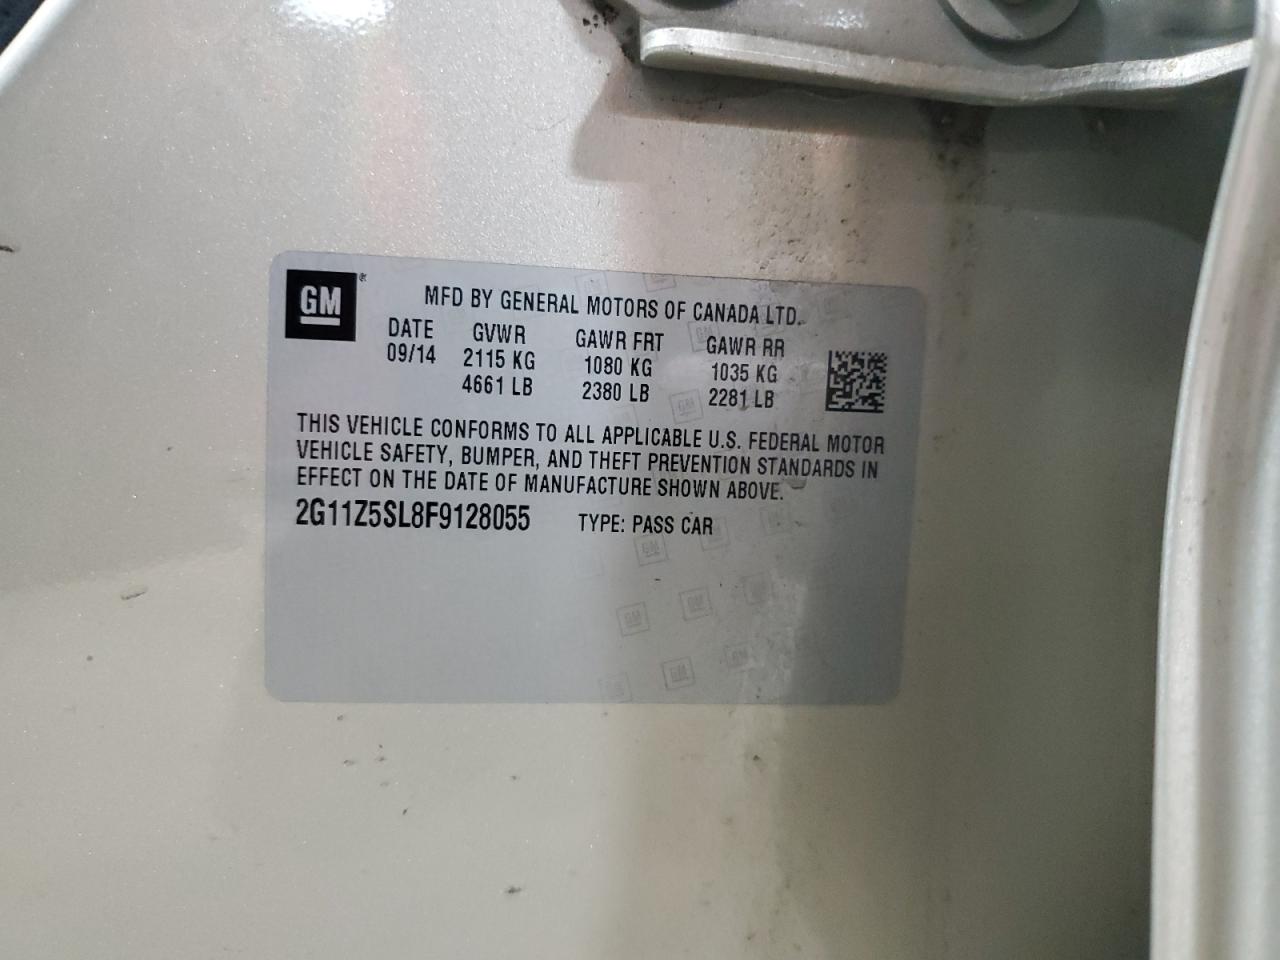 GM®
MFD BY GENERAL MOTORS OF CANADA LTD.
DATE GVWR GAWR FRT GAWR RR
09/14 2115 KG 1080 KG 1035 KG
4661 LB 2380 LB 2281 LB
THIS VEHICLE CONFORMS TO ALL APPLICABLE U.S. FEDERAL MOTOR
VEHICLE SAFETY, BUMPER, AND THEFT PREVENTION STANDARDS IN
EFFECT ON THE DATE OF MANUFACTURE SHOWN ABOVE.
2G11Z5SL8F9128055 TYPE: PASS CAR